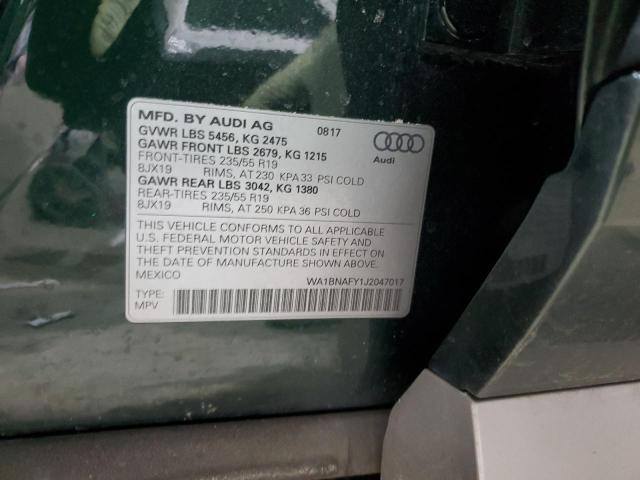 MFD. BY AUDI AG 0817
GVWR LBS 5456, KG 2475
GAWR FRONT LBS 2679, KG 1215
FRONT-TIRES 235/55 R19
8JX19 RIMS, AT 230 KPA 33 PSI COLD
GAWR REAR LBS 3042, KG 1380
REAR-TIRES 235/55 R19
8JX19 RIMS, AT 250 KPA 36 PSI COLD
Audi
THIS VEHICLE CONFORMS TO ALL APPLICABLE
U.S. FEDERAL MOTOR VEHICLE SAFETY AND
THEFT PREVENTION STANDARDS IN EFFECT ON
THE DATE OF MANUFACTURE SHOWN ABOVE
MEXICO
WA1BNAFY1J2047017
TYPE:
MPV